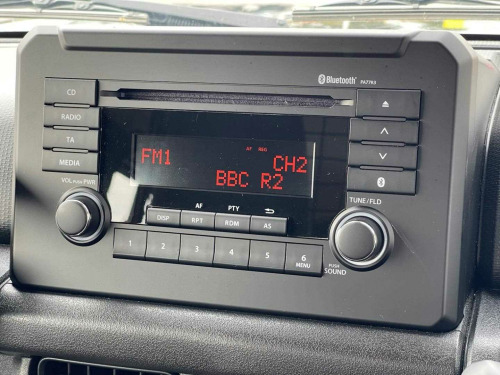 Bluetooth® PA7763
CD
RADIO
TA
MEDIA
AF REG
FM1 CH2
BBC R2
VOL PUSH PWR
AF PTY
DISP RPT RDM AS
TUNE/FLD
1 2 3 4 5 6 MENU
PUSH SOUND